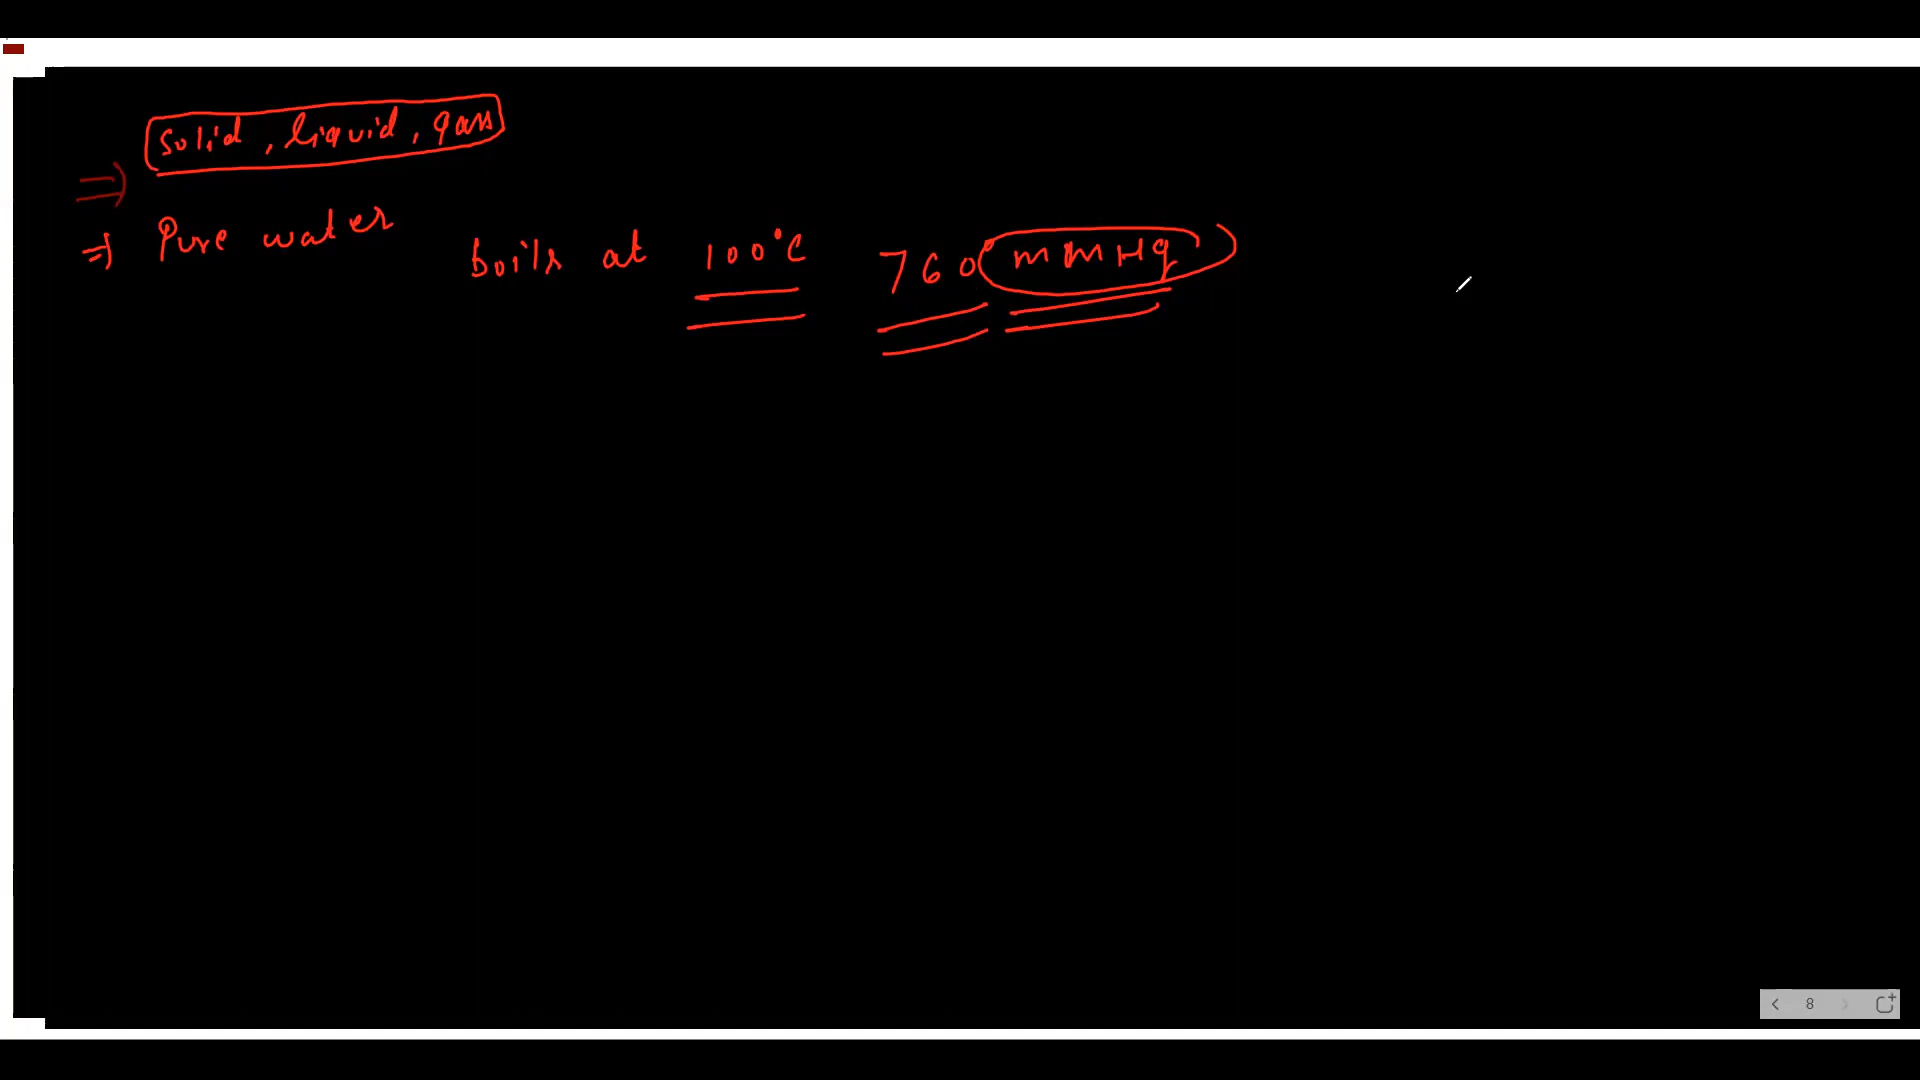 Solid, liquid, gas
⇒
⇒ Pure water boils at 100°C 760 mmHg
8